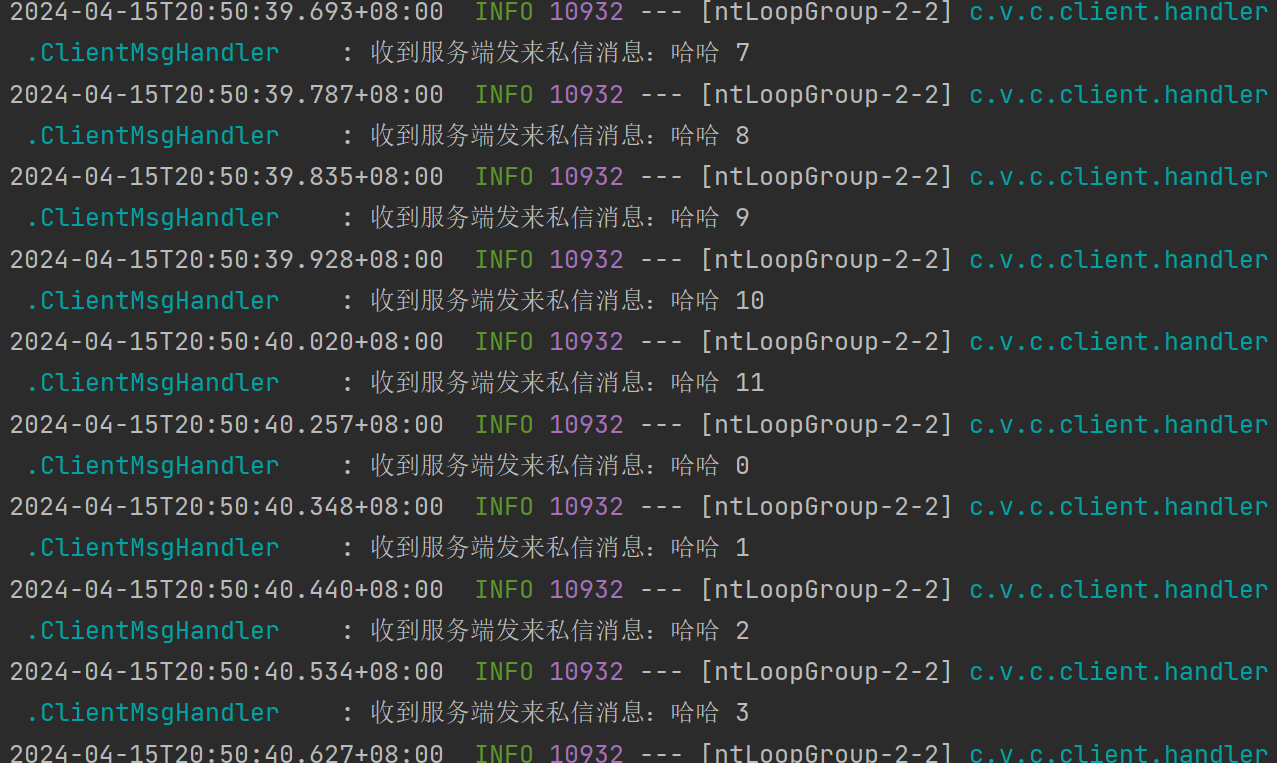 2024-04-15T20:50:39.693+08:00  INFO 10932 --- [ntLoopGroup-2-2] c.v.c.client.handler
.ClientMsgHandler    : 收到服务端发来私信消息：哈哈 7
2024-04-15T20:50:39.787+08:00  INFO 10932 --- [ntLoopGroup-2-2] c.v.c.client.handler
.ClientMsgHandler    : 收到服务端发来私信消息：哈哈 8
2024-04-15T20:50:39.835+08:00  INFO 10932 --- [ntLoopGroup-2-2] c.v.c.client.handler
.ClientMsgHandler    : 收到服务端发来私信消息：哈哈 9
2024-04-15T20:50:39.928+08:00  INFO 10932 --- [ntLoopGroup-2-2] c.v.c.client.handler
.ClientMsgHandler    : 收到服务端发来私信消息：哈哈 10
2024-04-15T20:50:40.020+08:00  INFO 10932 --- [ntLoopGroup-2-2] c.v.c.client.handler
.ClientMsgHandler    : 收到服务端发来私信消息：哈哈 11
2024-04-15T20:50:40.257+08:00  INFO 10932 --- [ntLoopGroup-2-2] c.v.c.client.handler
.ClientMsgHandler    : 收到服务端发来私信消息：哈哈 0
2024-04-15T20:50:40.348+08:00  INFO 10932 --- [ntLoopGroup-2-2] c.v.c.client.handler
.ClientMsgHandler    : 收到服务端发来私信消息：哈哈 1
2024-04-15T20:50:40.440+08:00  INFO 10932 --- [ntLoopGroup-2-2] c.v.c.client.handler
.ClientMsgHandler    : 收到服务端发来私信消息：哈哈 2
2024-04-15T20:50:40.534+08:00  INFO 10932 --- [ntLoopGroup-2-2] c.v.c.client.handler
.ClientMsgHandler    : 收到服务端发来私信消息：哈哈 3
2024-04-15T20:50:40.627+08:00  INFO 10932 --- [ntLoopGroup-2-2] c.v.c.client.handler